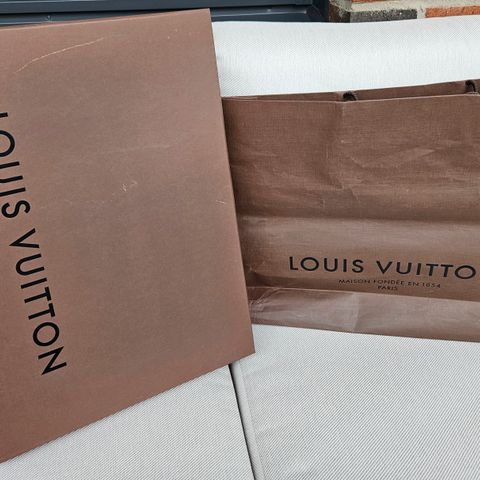 LOUIS VUITTON
LOUIS VUITTO
MAISON FONDÉE EN 1854
PARIS